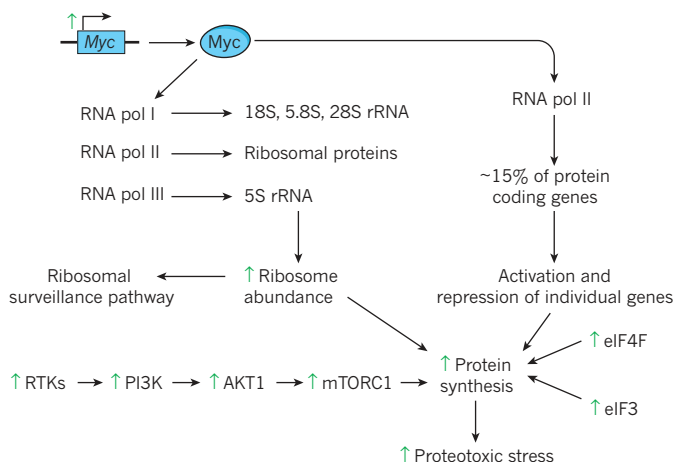 ↑
Myc
Myc
RNA pol I
18S, 5.8S, 28S rRNA
RNA pol II
RNA pol II
Ribosomal proteins
~15% of protein
coding genes
RNA pol III
5S rRNA
Ribosomal
surveillance pathway
↑ Ribosome
abundance
Activation and
repression of individual genes
↑ eIF4F
↑ RTKs
↑ PI3K
↑ AKT1
↑ mTORC1
↑ Protein
synthesis
↑ eIF3
↑ Proteotoxic stress